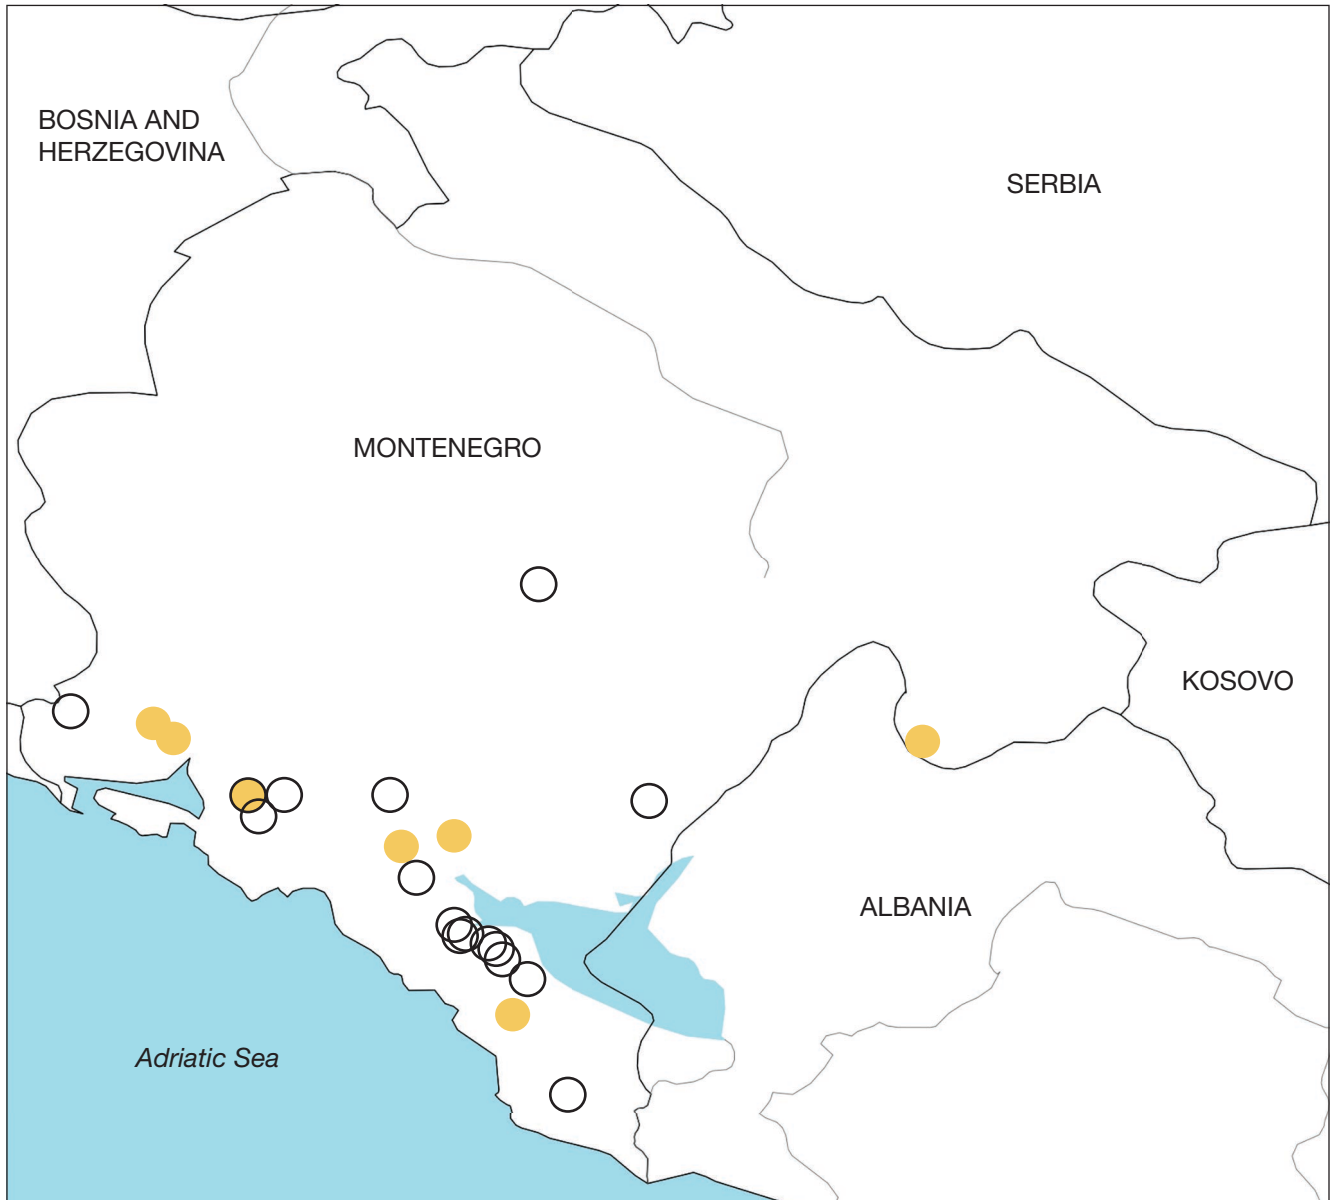 BOSNIA AND
HERZEGOVINA
SERBIA
MONTENEGRO
KOSOVO
ALBANIA
Adriatic Sea